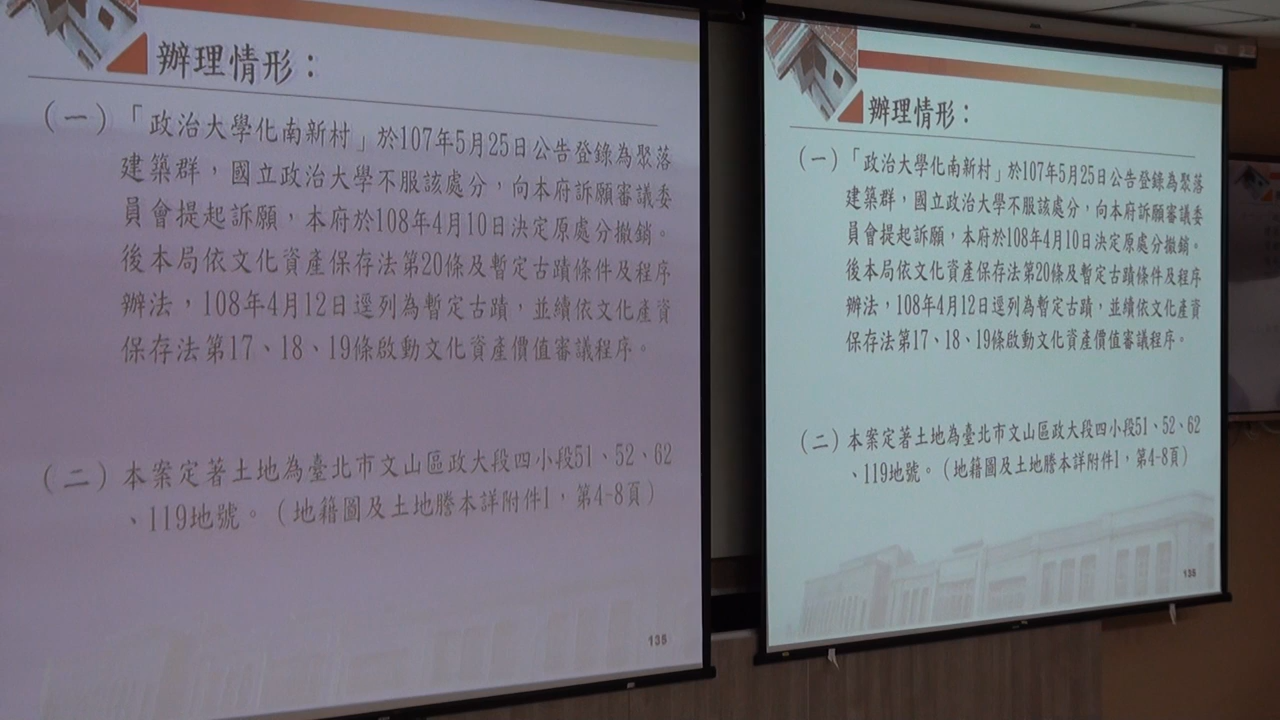 辦理情形：
（一）「政治大學化南新村」於107年5月25日公告登錄為聚落
建築群，國立政治大學不服該處分，向本府訴願審議委
員會提起訴願，本府於108年4月10日決定原處分撤銷。
後本局依文化資產保存法第20條及暫定古蹟條件及程序
辦法，108年4月12日逕列為暫定古蹟，並續依文化產資
保存法第17、18、19條啟動文化資產價值審議程序。
（二）本案定著土地為臺北市文山區政大段四小段51、52、62
、119地號。（地籍圖及土地謄本詳附件1，第4-8頁）
135
辦理情形：
（一）「政治大學化南新村」於107年5月25日公告登錄為聚落
建築群，國立政治大學不服該處分，向本府訴願審議委
員會提起訴願，本府於108年4月10日決定原處分撤銷。
後本局依文化資產保存法第20條及暫定古蹟條件及程序
辦法，108年4月12日逕列為暫定古蹟，並續依文化產資
保存法第17、18、19條啟動文化資產價值審議程序。
（二）本案定著土地為臺北市文山區政大段四小段51、52、62
、119地號。（地籍圖及土地謄本詳附件1，第4-8頁）
135